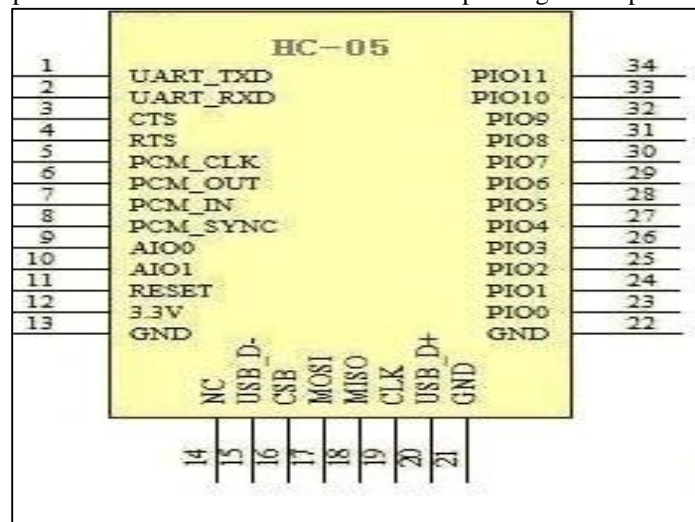 HC-05
1 UART_TXD PIO11 34
2 UART_RXD PIO10 33
3 CTS PIO9 32
4 RTS PIO8 31
5 PCM_CLK PIO7 30
6 PCM_OUT PIO6 29
7 PCM_IN PIO5 28
8 PCM_SYNC PIO4 27
9 AIO0 PIO3 26
10 AIO1 PIO2 25
11 RESET PIO1 24
12 3.3V PIO0 23
13 GND GND 22
NC USB_D- CSB MOSI MISO CLK USB_D+ GND
14 15 16 17 18 19 20 21